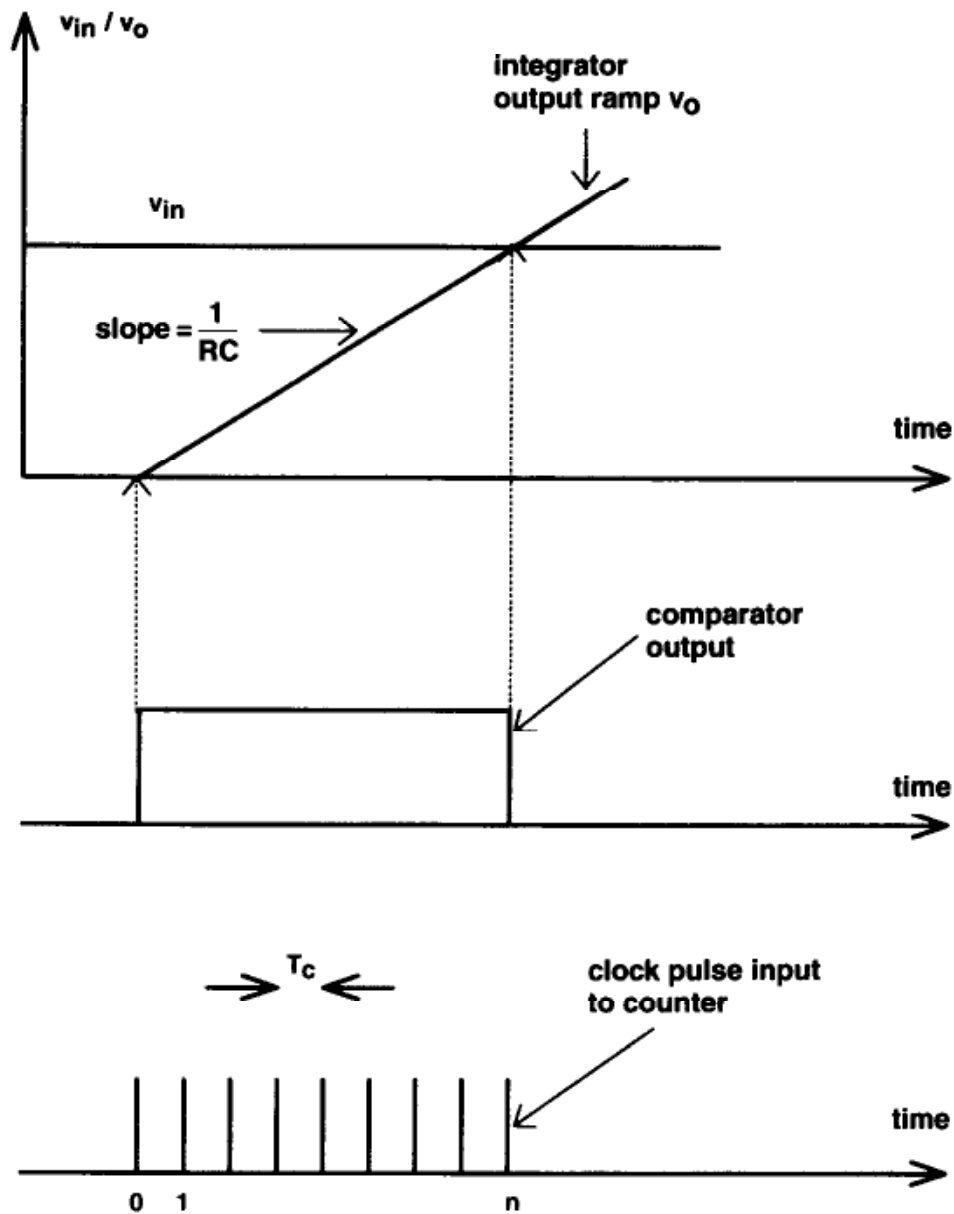 v_in / v_o
integrator
output ramp v_o
v_in
slope = 1/RC
time
comparator
output
time
T_c
clock pulse input
to counter
time
0 1 n